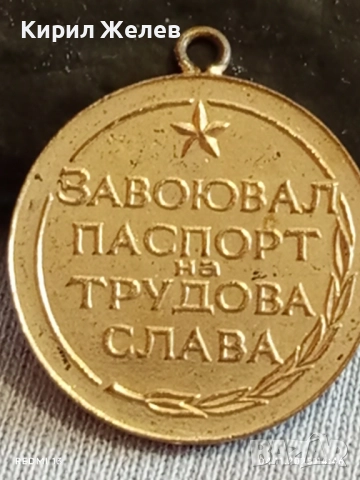 Кирил Желев
ЗАВОЮВАЛ
ПАСПОРТ
на
ТРУДОВА
СЛАВА